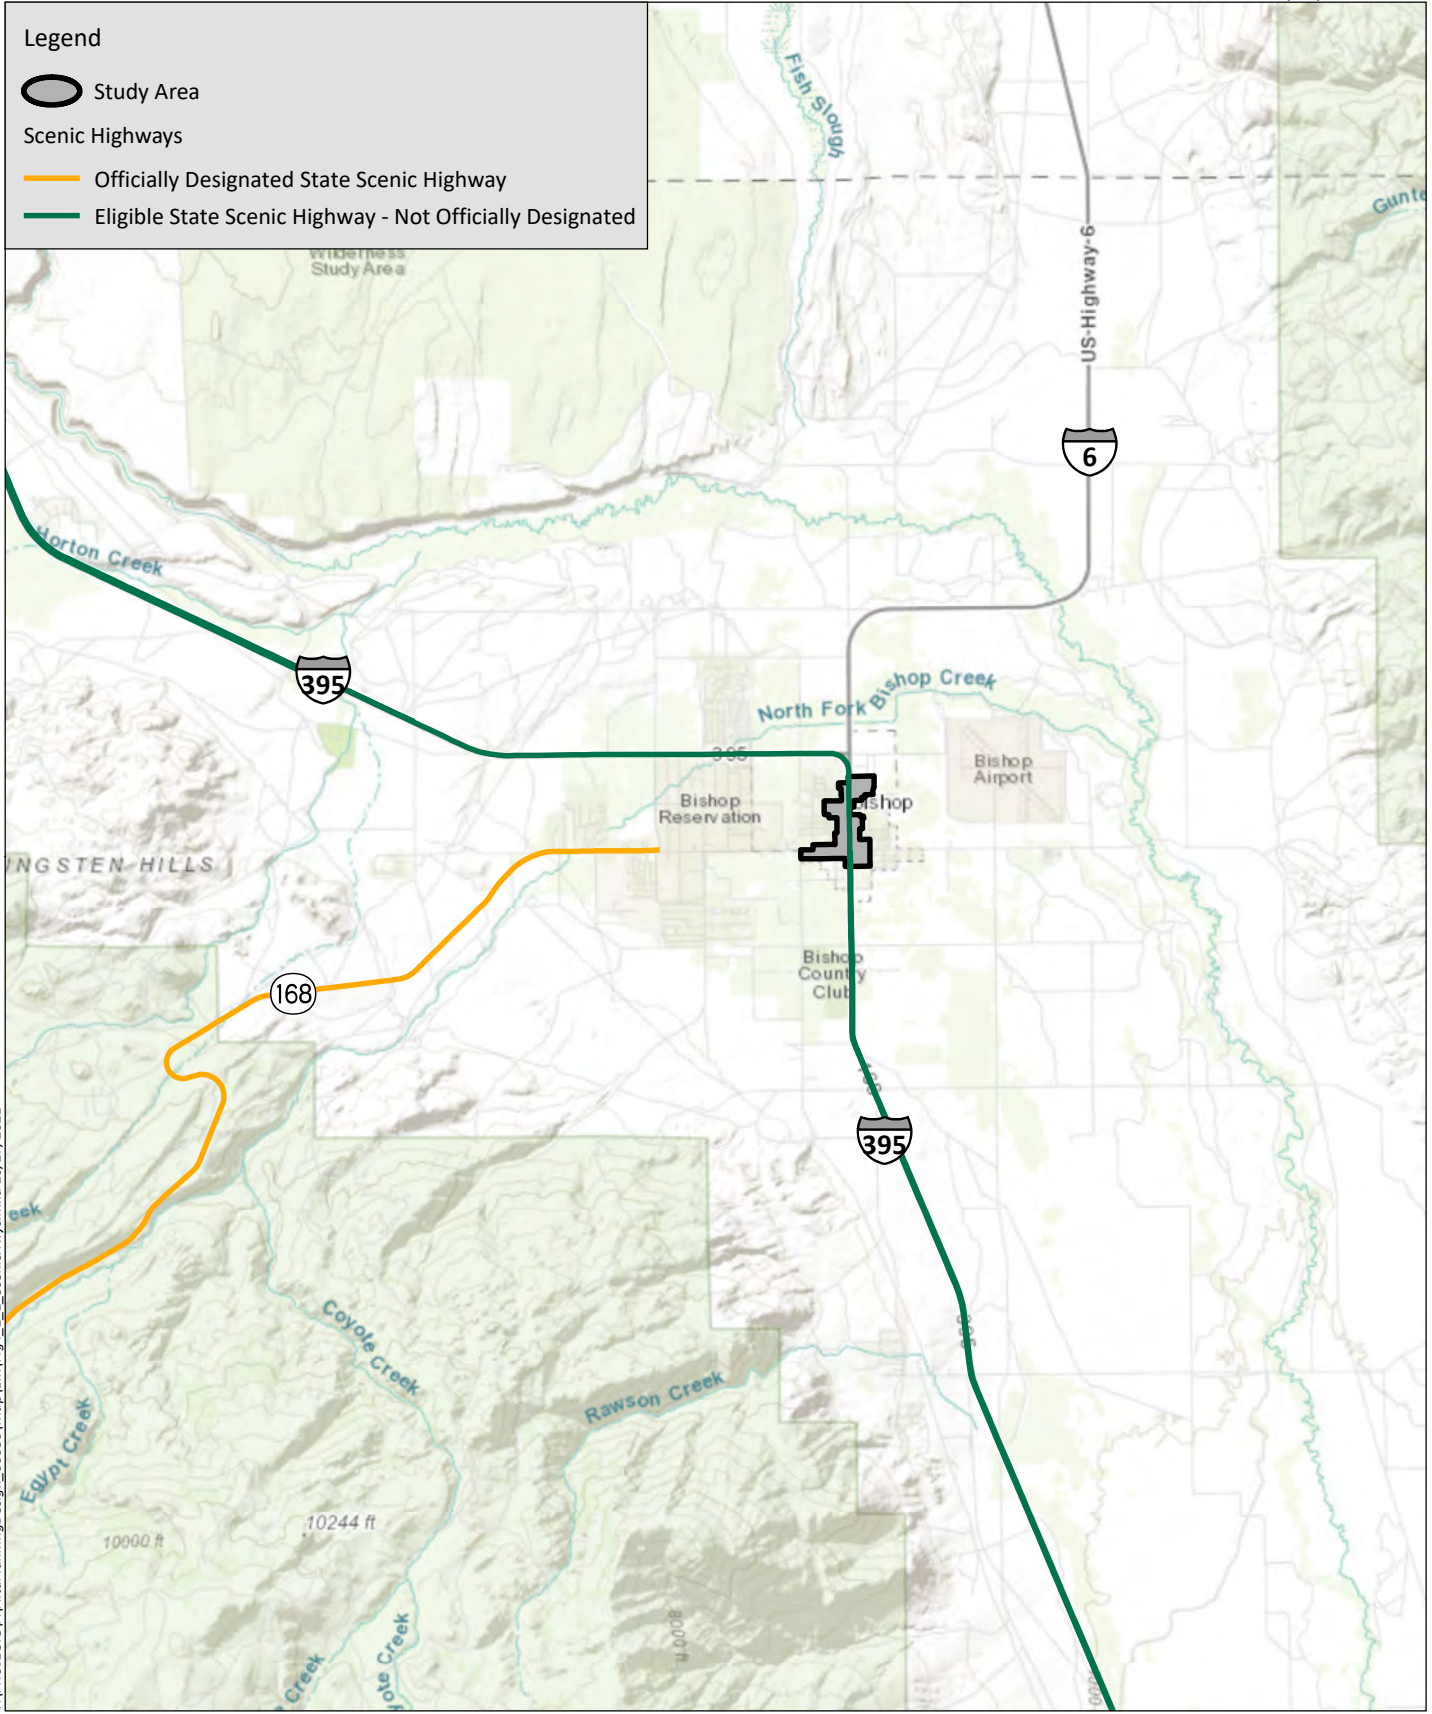 Legend
Study Area
Scenic Highways
Officially Designated State Scenic Highway
Eligible State Scenic Highway - Not Officially Designated
Fish Slough
Gunte
Wilderness
Study Area
US-Highway-6
6
Horton Creek
395
North Fork Bishop Creek
395
Bishop
Airport
Bishop
Reservation
Bishop
NGSTEN HILLS
Bishop
Country
Club
168
395
395
eek
Coyote Creek
Rawson Creek
Egypt Creek
10244 ft
10000 ft
8000 ft
ote Creek
Creek